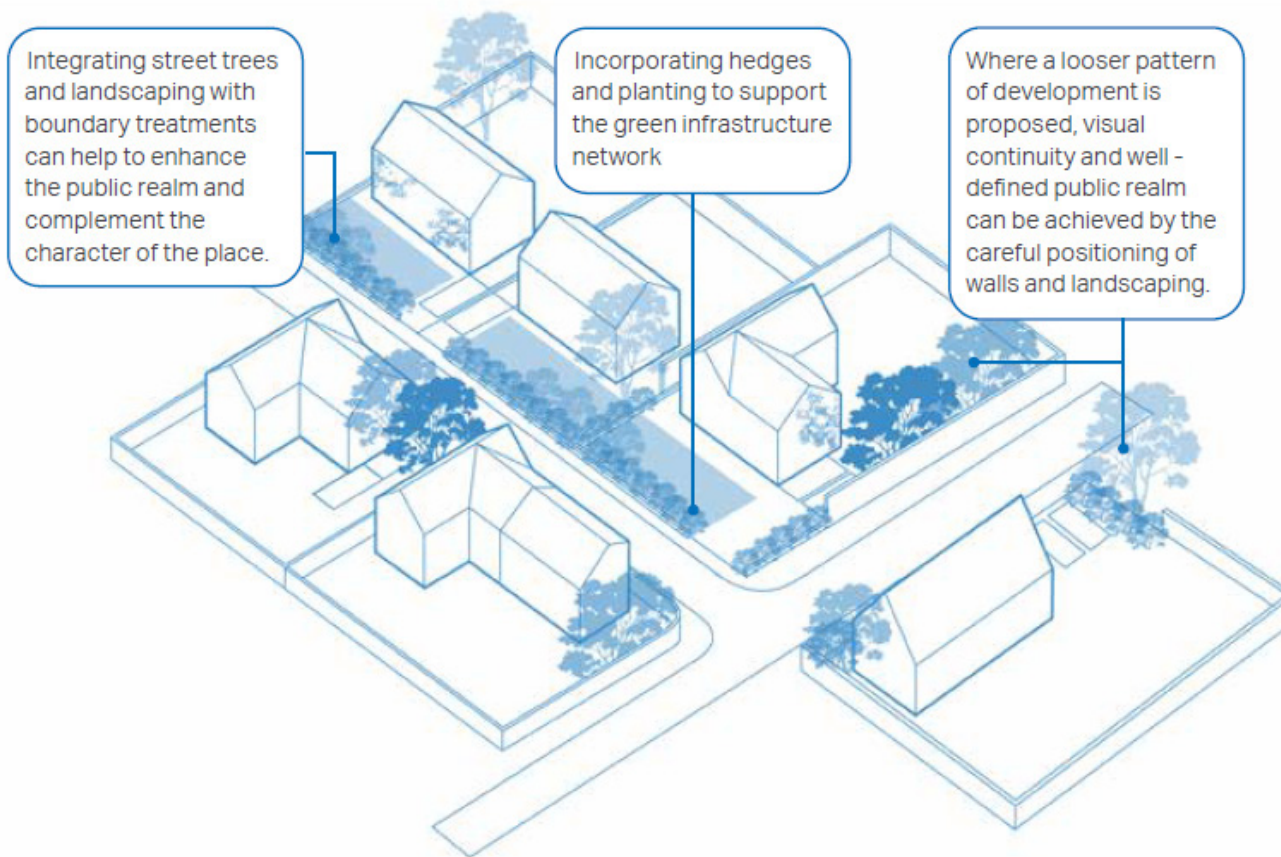 Integrating street trees
and landscaping with
boundary treatments
can help to enhance
the public realm and
complement the
character of the place.
Incorporating hedges
and planting to support
the green infrastructure
network
Where a looser pattern
of development is
proposed, visual
continuity and well -
defined public realm
can be achieved by the
careful positioning of
walls and landscaping.